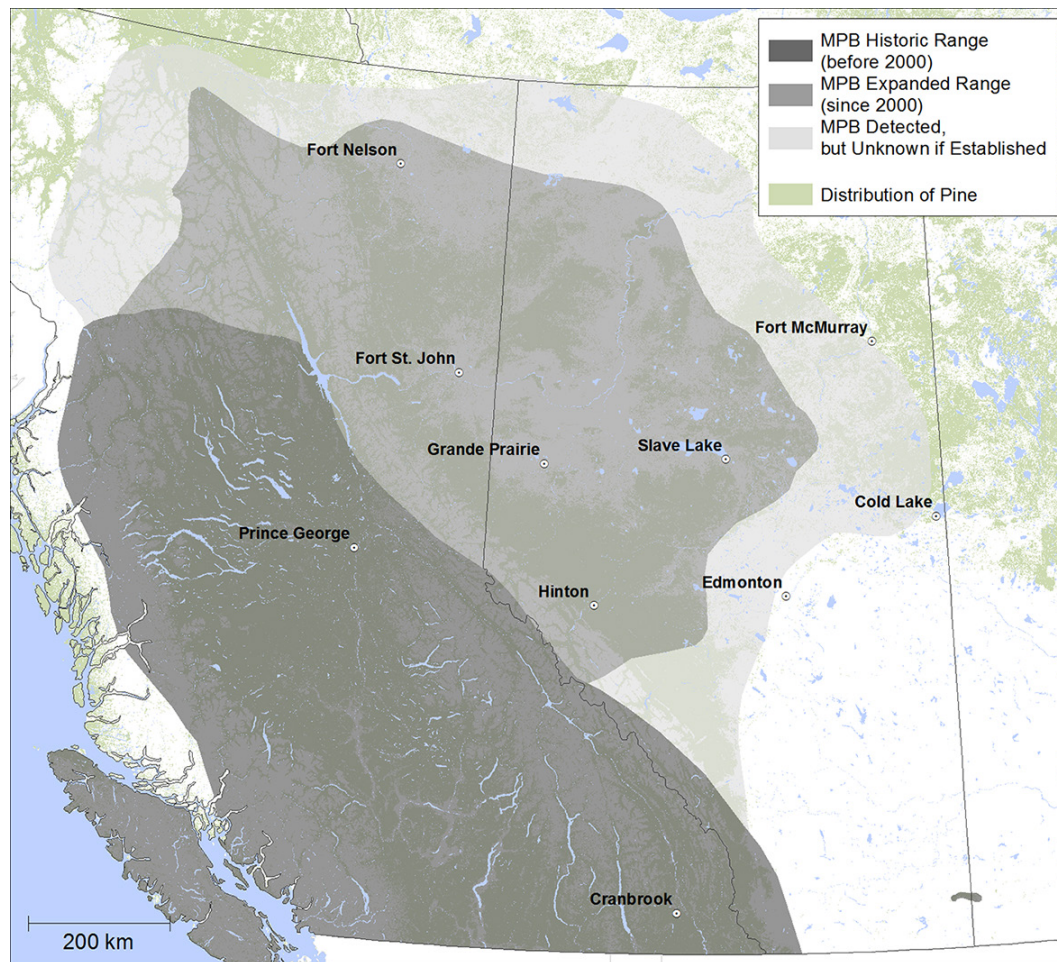 MPB Historic Range
(before 2000)
MPB Expanded Range
(since 2000)
MPB Detected,
but Unknown if Established
Distribution of Pine
Fort Nelson
Fort McMurray
Fort St. John
Grande Prairie
Slave Lake
Cold Lake
Prince George
Hinton
Edmonton
Cranbrook
200 km